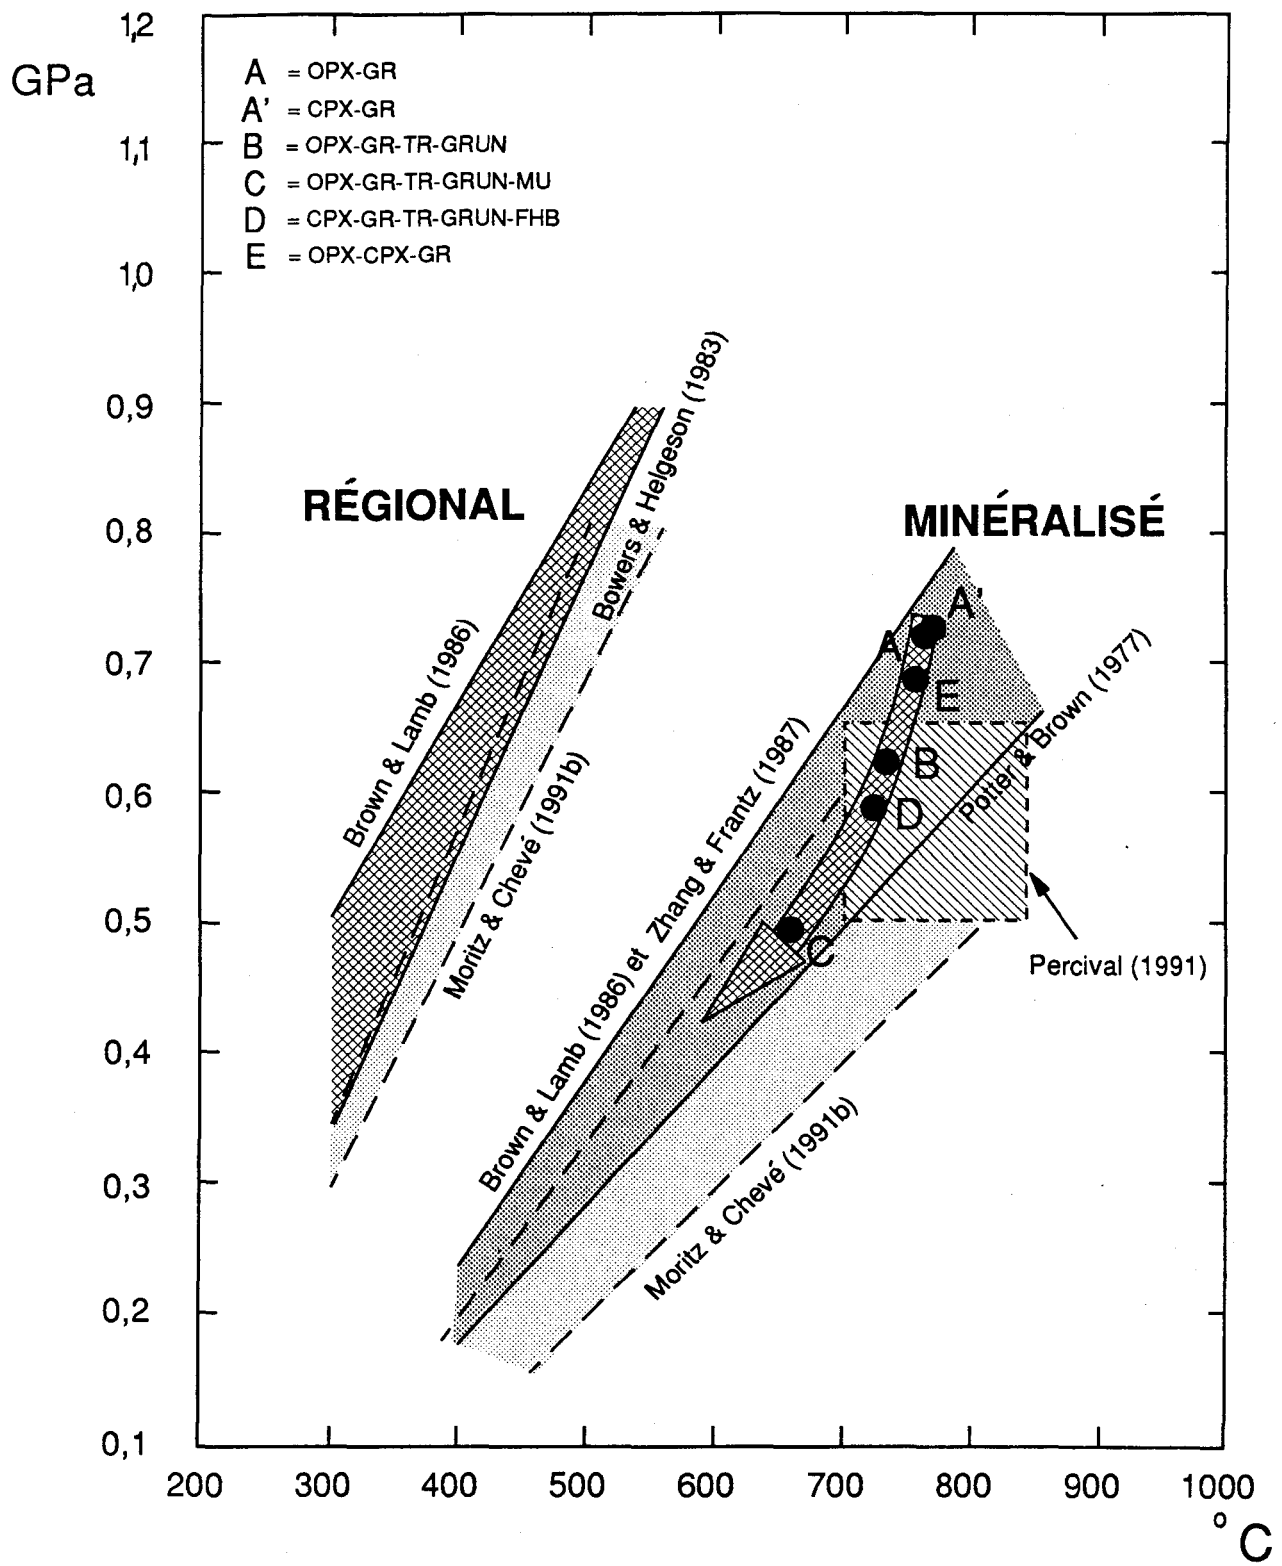 1,2
GPa
1,1
1,0
0,9
0,8
0,7
0,6
0,5
0,4
0,3
0,2
0,1
A = OPX-GR
A' = CPX-GR
B = OPX-GR-TR-GRUN
C = OPX-GR-TR-GRUN-MU
D = CPX-GR-TR-GRUN-FHB
E = OPX-CPX-GR
RÉGIONAL
MINÉRALISÉ
Brown & Lamb (1986)
Bowers & Helgeson (1983)
Moritz & Chevé (1991b)
Brown & Lamb (1986) et Zhang & Frantz (1987)
Potter & Brown (1977)
Moritz & Chevé (1991b)
Percival (1991)
A'
A
E
B
D
C
200 300 400 500 600 700 800 900 1000
° C